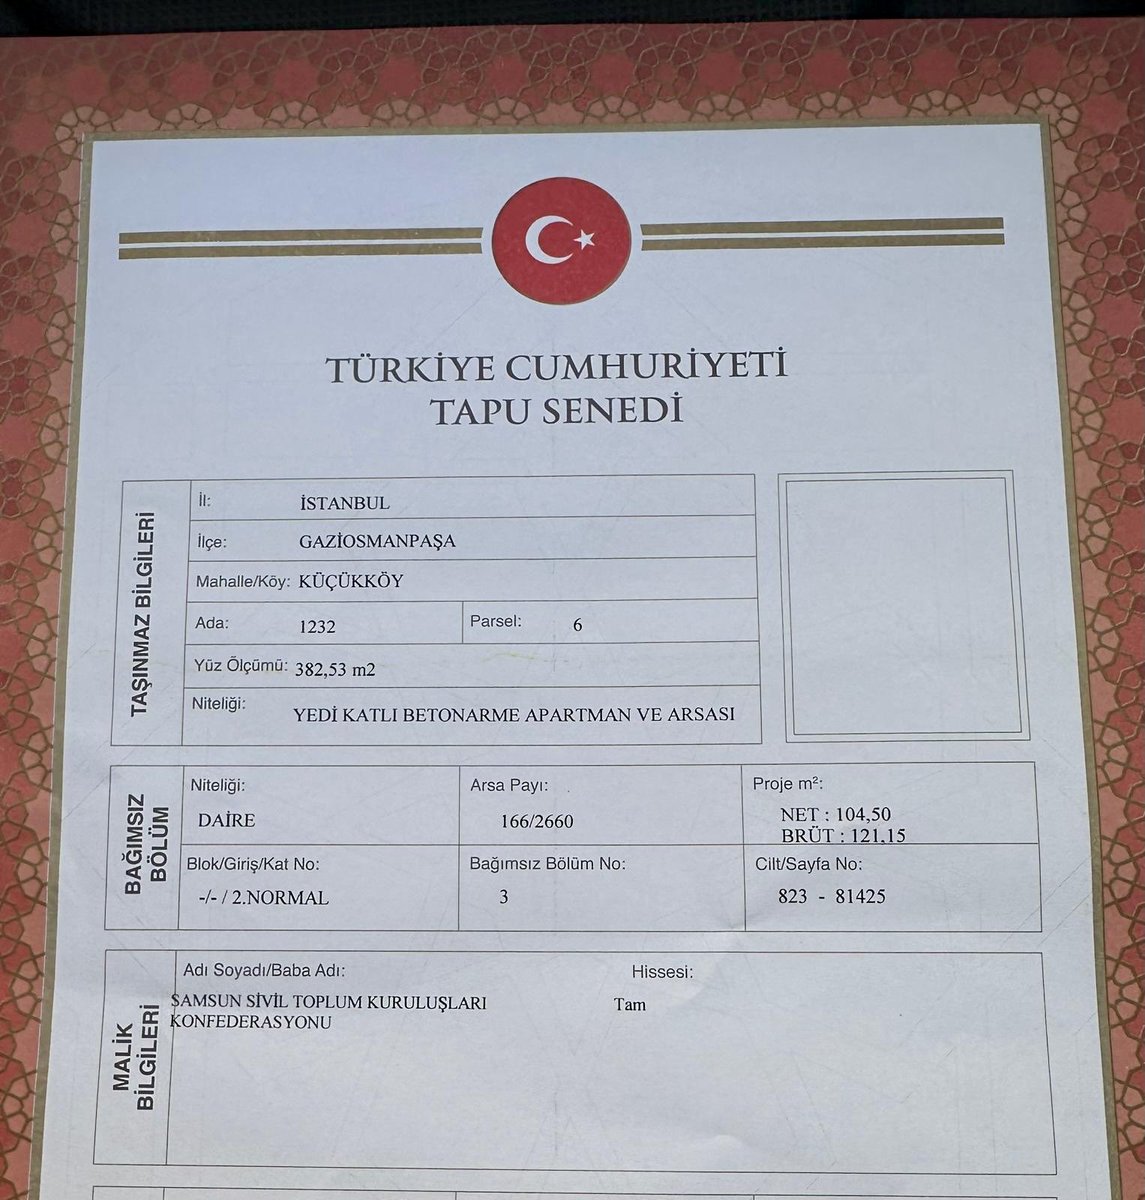 TÜRKİYE CUMHURİYETİ
TAPU SENEDİ
TAŞINMAZ BİLGİLERİ
İl: İSTANBUL
İlçe: GAZİOSMANPAŞA
Mahalle/Köy: KÜÇÜKKÖY
Ada: 1232 Parsel: 6
Yüz Ölçümü: 382,53 m2
Niteliği: YEDİ KATLI BETONARME APARTMAN VE ARSASI
BAĞIMSIZ
BÖLÜM
Niteliği: Arsa Payı: Proje m²:
DAİRE 166/2660 NET : 104,50
BRÜT : 121,15
Blok/Giriş/Kat No: Bağımsız Bölüm No: Cilt/Sayfa No:
-/- / 2.NORMAL 3 823 - 81425
MALİK
BİLGİLERİ
Adı Soyadı/Baba Adı: Hissesi:
SAMSUN SİVİL TOPLUM KURULUŞLARI Tam
KONFEDERASYONU